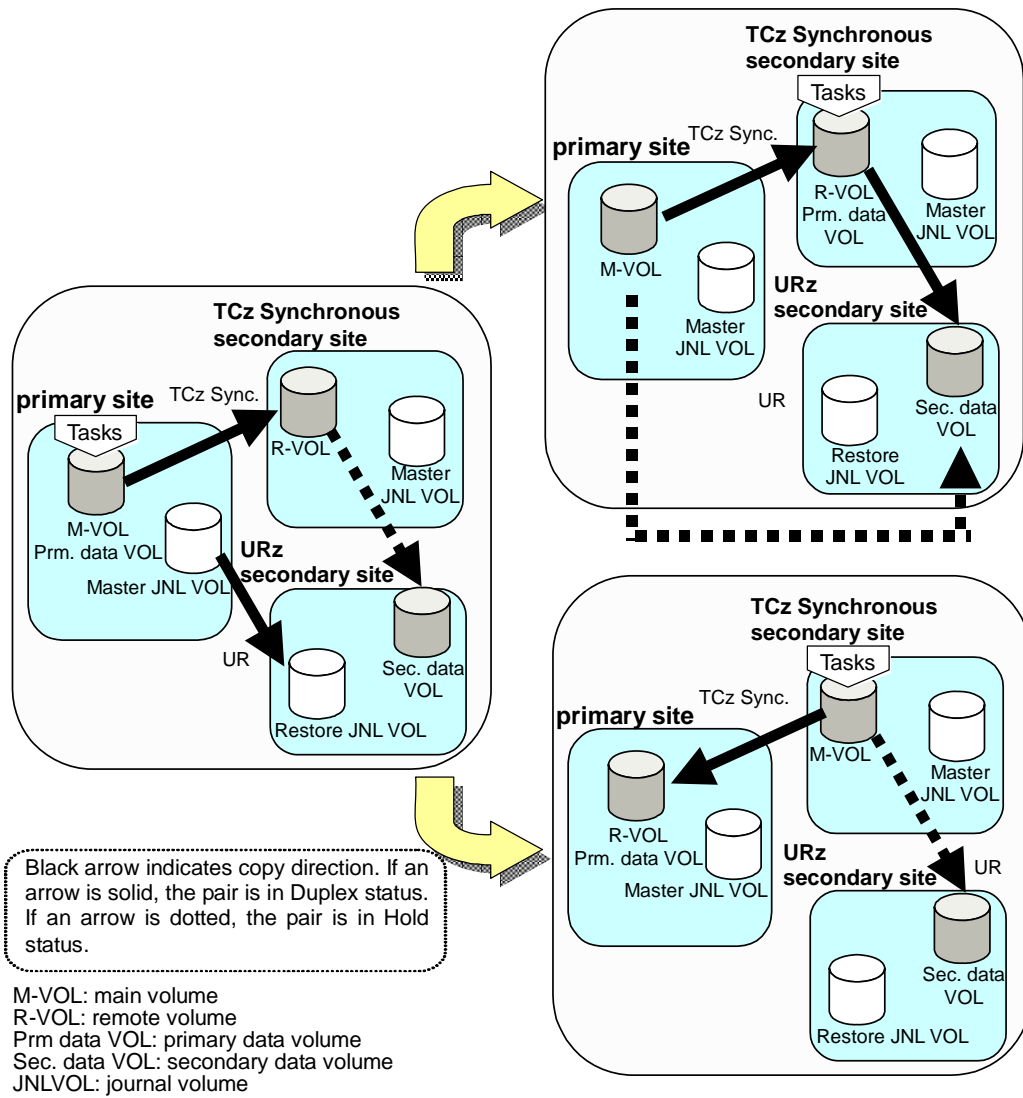 TCz Synchronous
secondary site
Tasks
primary site
TCz Sync.
R-VOL
Prm. data
VOL
Master
JNL VOL
M-VOL
Master
JNL VOL
URz
secondary site
UR
Sec. data
VOL
Restore
JNL VOL
TCz Synchronous
secondary site
primary site
TCz Sync.
Tasks
R-VOL
Master
JNL VOL
M-VOL
Prm. data VOL
Master JNL VOL
URz
secondary site
UR
Sec. data
VOL
Restore JNL VOL
TCz Synchronous
secondary site
Tasks
TCz Sync.
primary site
M-VOL
Master
JNL VOL
R-VOL
Prm. data VOL
Master JNL VOL
URz
secondary site
UR
Sec. data
VOL
Restore JNL VOL
Black arrow indicates copy direction. If an
arrow is solid, the pair is in Duplex status.
If an arrow is dotted, the pair is in Hold
status.
M-VOL: main volume
R-VOL: remote volume
Prm data VOL: primary data volume
Sec. data VOL: secondary data volume
JNLVOL: journal volume